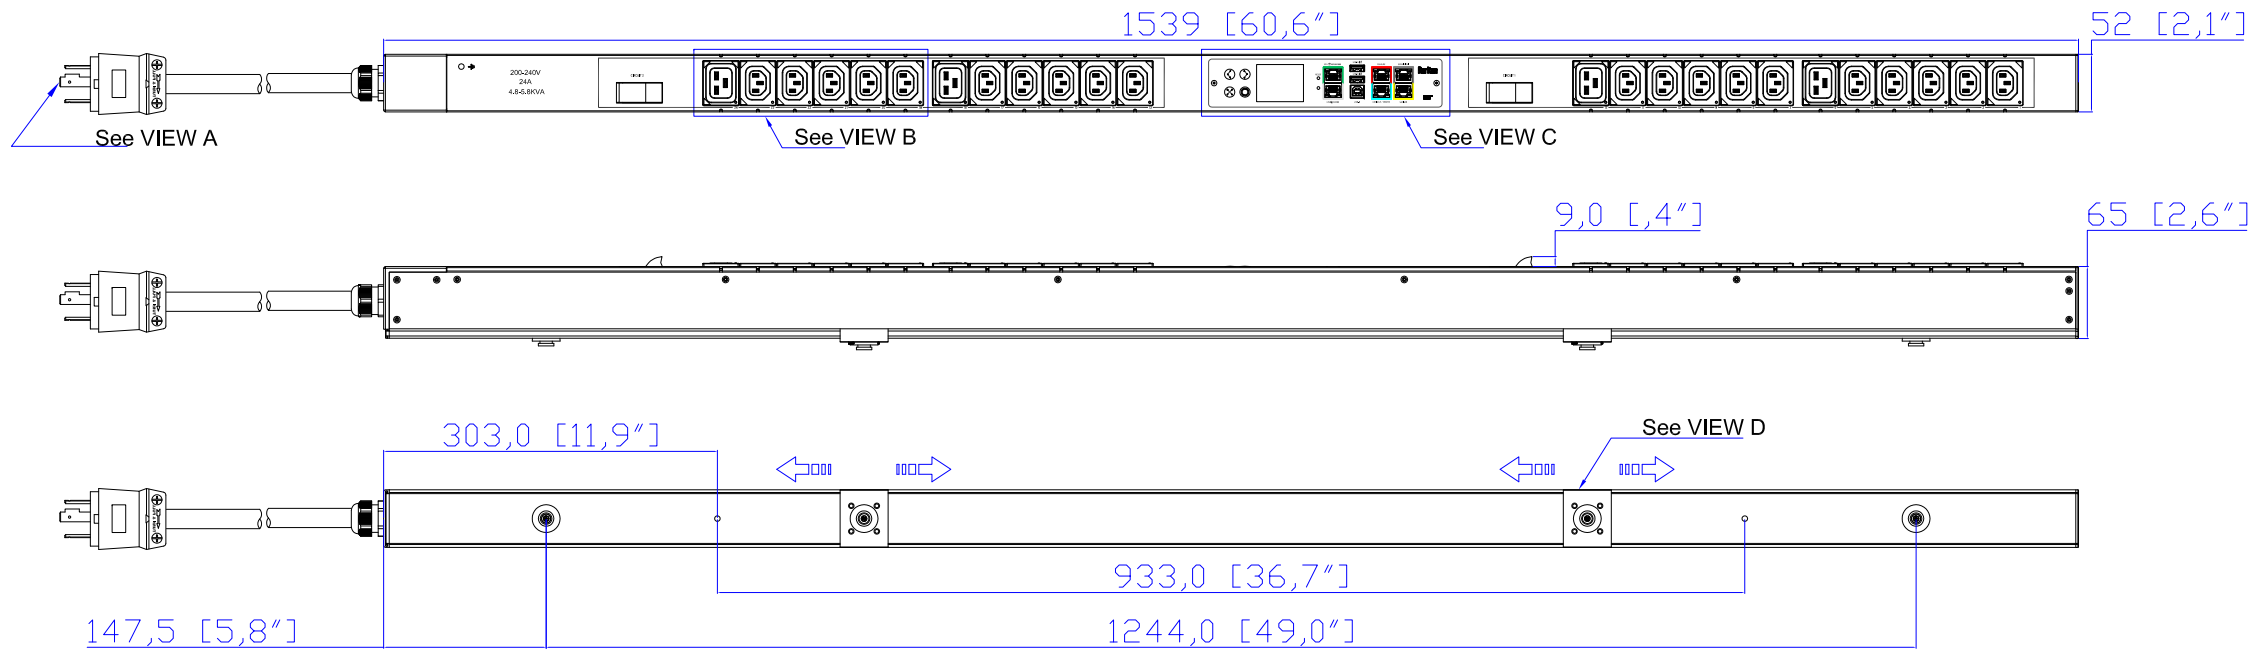 1539 [60,6"]
52 [2,1"]
200-240V
24A
4.8-5.8KVA
See VIEW A
See VIEW B
See VIEW C
9,0 [,4"]
65 [2,6"]
303,0 [11,9"]
See VIEW D
933,0 [36,7"]
147,5 [5,8"]
1244,0 [49,0"]